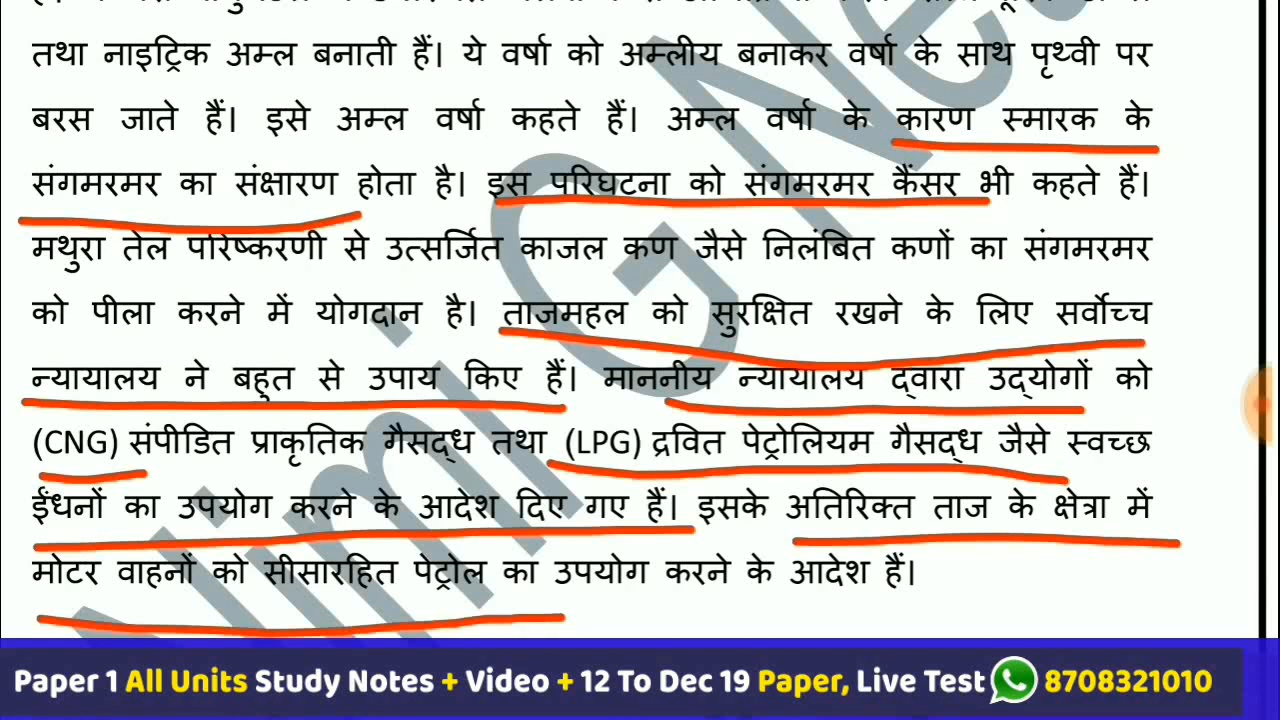 तथा नाइट्रिक अम्ल बनाती हैं। ये वर्षा को अम्लीय बनाकर वर्षा के साथ पृथ्वी पर
बरस जाते हैं। इसे अम्ल वर्षा कहते हैं। अम्ल वर्षा के कारण स्मारक के
संगमरमर का संक्षारण होता है। इस परिघटना को संगमरमर कैंसर भी कहते हैं।
मथुरा तेल परिष्करणी से उत्सर्जित काजल कण जैसे निलंबित कणों का संगमरमर
को पीला करने में योगदान है। ताजमहल को सुरक्षित रखने के लिए सर्वोच्च
न्यायालय ने बहुत से उपाय किए हैं। माननीय न्यायालय द्वारा उद्योगों को
(CNG) संपीडित प्राकृतिक गैसद्ध तथा (LPG) द्रवित पेट्रोलियम गैसद्ध जैसे स्वच्छ
ईंधनों का उपयोग करने के आदेश दिए गए हैं। इसके अतिरिक्त ताज के क्षेत्रा में
मोटर वाहनों को सीसारहित पेट्रोल का उपयोग करने के आदेश हैं।
Paper 1 All Units Study Notes + Video + 12 To Dec 19 Paper, Live Test 8708321010